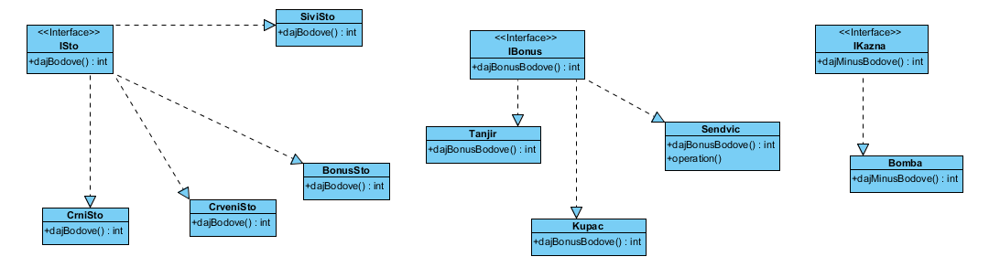 <<Interface>>
ISto
+dajBodove() : int
SiviSto
+dajBodove() : int
BonusSto
+dajBodove() : int
CrveniSto
+dajBodove() : int
CrniSto
+dajBodove() : int
<<Interface>>
IBonus
+dajBonusBodove() : int
Tanjir
+dajBonusBodove() : int
Sendvic
+dajBonusBodove() : int
+operation()
Kupac
+dajBonusBodove() : int
<<Interface>>
IKazna
+dajMinusBodove() : int
Bomba
+dajMinusBodove() : int